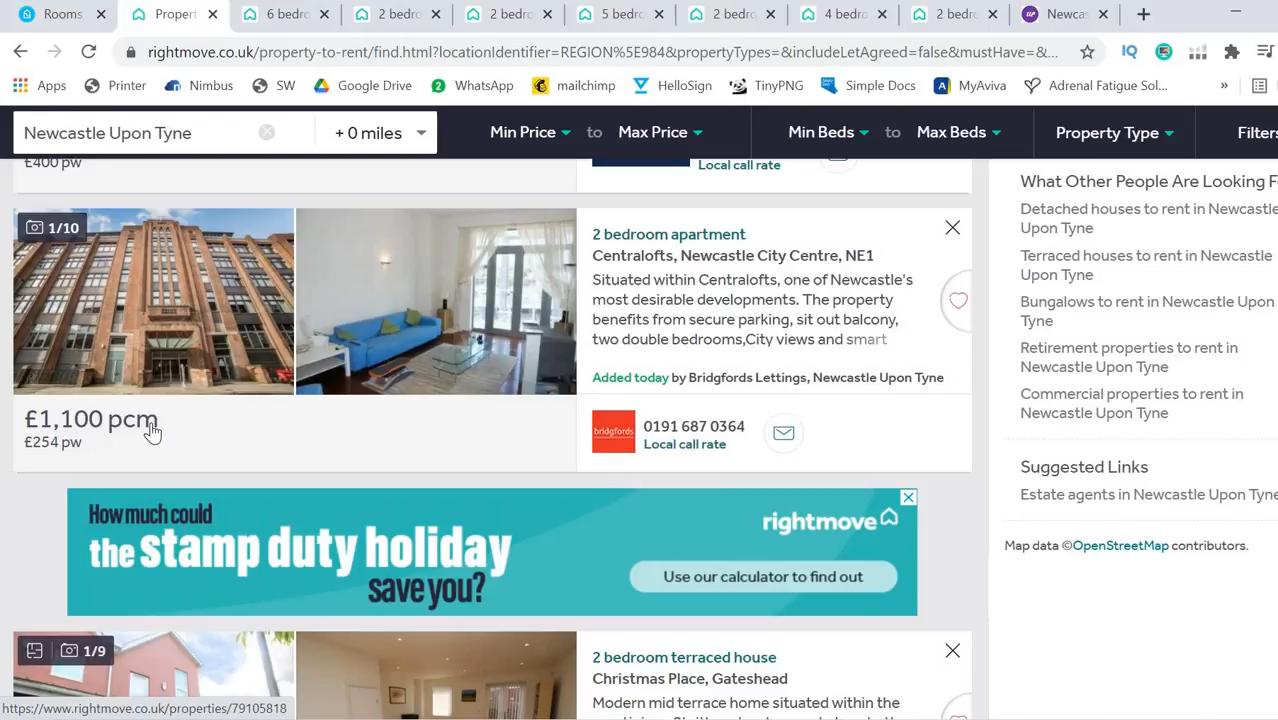 Rooms
Propert
6 bedro
2 bedro
2 bedro
5 bedro
2 bedro
4 bedro
2 bedro
Newcas
rightmove.co.uk/property-to-rent/find.html?locationIdentifier=REGION%5E984&propertyTypes=&includeLetAgreed=false&mustHave=&...
Apps
Printer
Nimbus
SW
Google Drive
WhatsApp
mailchimp
HelloSign
TinyPNG
Simple Docs
MyAviva
Adrenal Fatigue Sol...
»
Newcastle Upon Tyne
+ 0 miles
Min Price to Max Price
Min Beds to Max Beds
Property Type
Filters
£400 pw
Local call rate
1/10
2 bedroom apartment
Centralofts, Newcastle City Centre, NE1
Situated within Centralofts, one of Newcastle's
most desirable developments. The property
benefits from secure parking, sit out balcony,
two double bedrooms,City views and smart
Added today by Bridgfords Lettings, Newcastle Upon Tyne
£1,100 pcm
£254 pw
bridgfords
0191 687 0364
Local call rate
How much could
the stamp duty holiday
save you?
rightmove
Use our calculator to find out
1/9
2 bedroom terraced house
Christmas Place, Gateshead
Modern mid terrace home situated within the
What Other People Are Looking F
Detached houses to rent in Newcastle
Upon Tyne
Terraced houses to rent in Newcastle
Upon Tyne
Bungalows to rent in Newcastle Upon
Tyne
Retirement properties to rent in
Newcastle Upon Tyne
Commercial properties to rent in
Newcastle Upon Tyne
Suggested Links
Estate agents in Newcastle Upon Tyne
Map data ©OpenStreetMap contributors.
https://www.rightmove.co.uk/properties/79105818